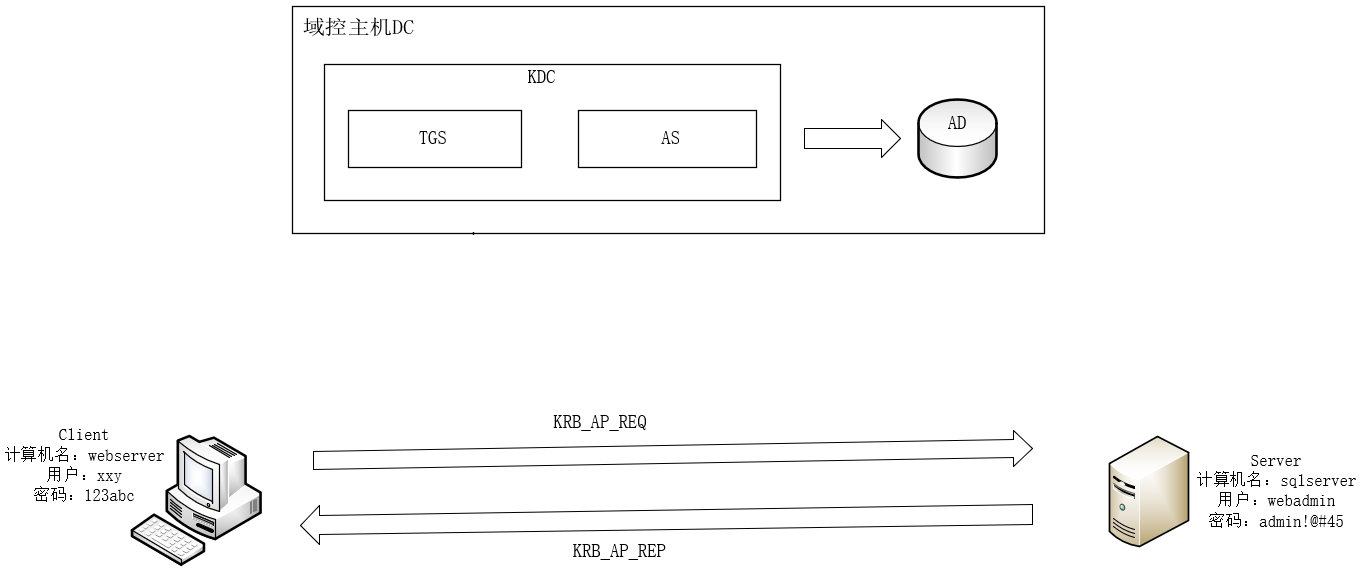 域控主机DC
KDC
TGS
AS
AD
KRB_AP_REQ
Client
计算机名：webserver
用户：xxy
密码：123abc
Server
计算机名：sqlserver
用户：webadmin
密码：admin!@#45
KRB_AP_REP